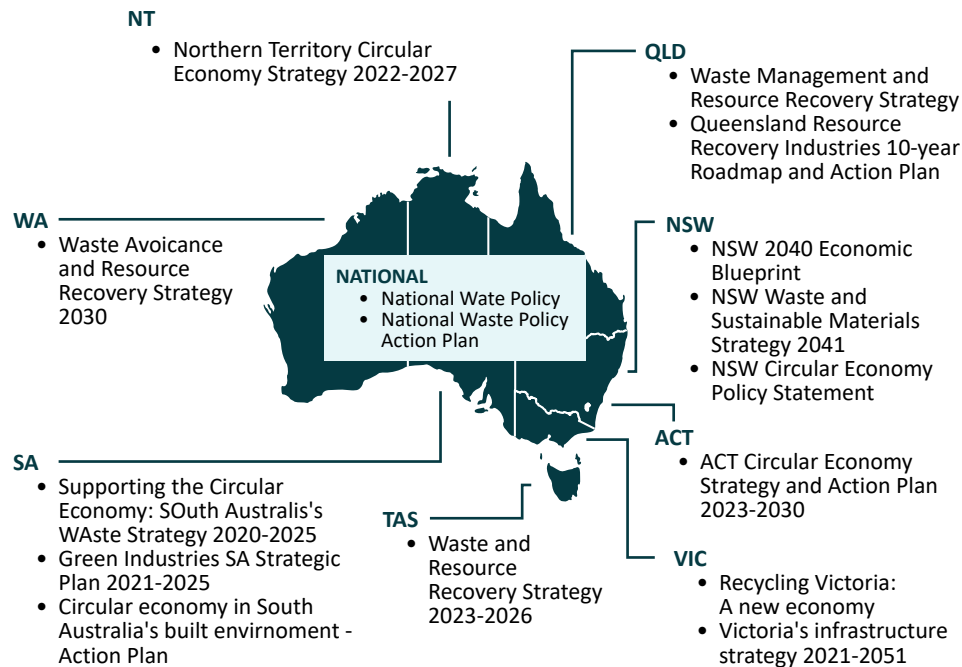 NT
• Northern Territory Circular
Economy Strategy 2022-2027
QLD
• Waste Management and
Resource Recovery Strategy
• Queensland Resource
Recovery Industries 10-year
Roadmap and Action Plan
WA
• Waste Avoicance
and Resource
Recovery Strategy
2030
NATIONAL
• National Wate Policy
• National Waste Policy
Action Plan
NSW
• NSW 2040 Economic
Blueprint
• NSW Waste and
Sustainable Materials
Strategy 2041
• NSW Circular Economy
Policy Statement
ACT
• ACT Circular Economy
Strategy and Action Plan
2023-2030
SA
• Supporting the Circular
Economy: SOuth Australis's
WAste Strategy 2020-2025
• Green Industries SA Strategic
Plan 2021-2025
• Circular economy in South
Australia's built envirnoment -
Action Plan
TAS
• Waste and
Resource
Recovery Strategy
2023-2026
VIC
• Recycling Victoria:
A new economy
• Victoria's infrastructure
strategy 2021-2051